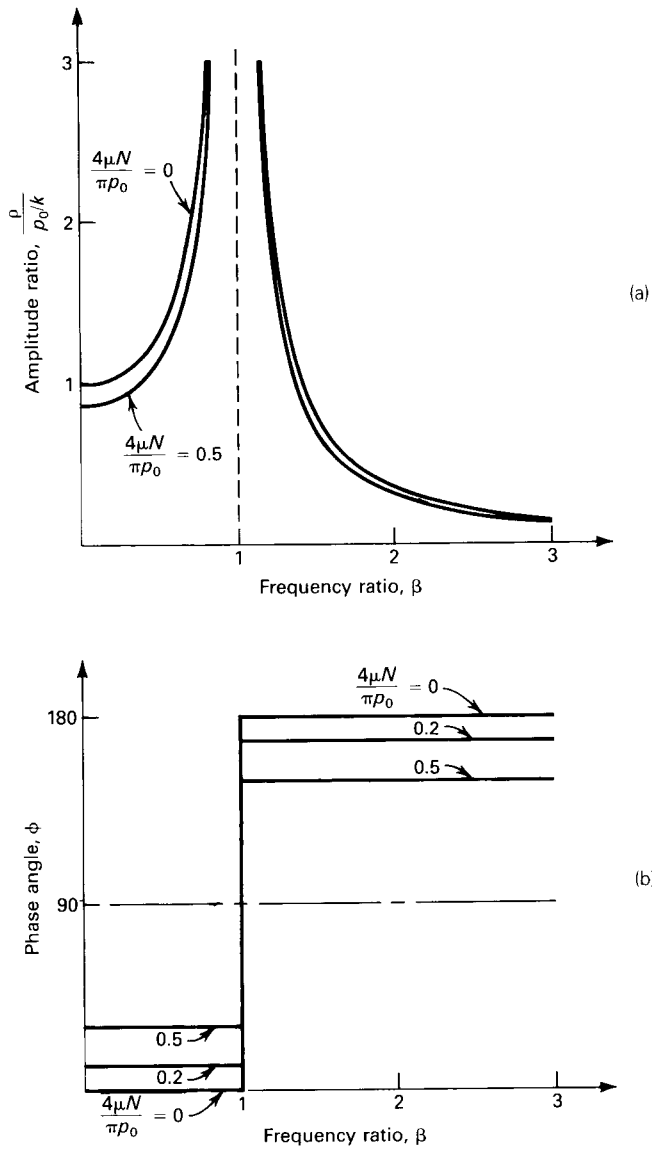 3
4μN
πp₀ = 0
Amplitude ratio, ρ / p₀/k
2
(a)
1
4μN
πp₀ = 0.5
1
2
3
Frequency ratio, β
4μN
πp₀ = 0
180
0.2
0.5
Phase angle, ϕ
(b)
90
0.5
0.2
4μN
πp₀ = 0
1
2
3
Frequency ratio, β